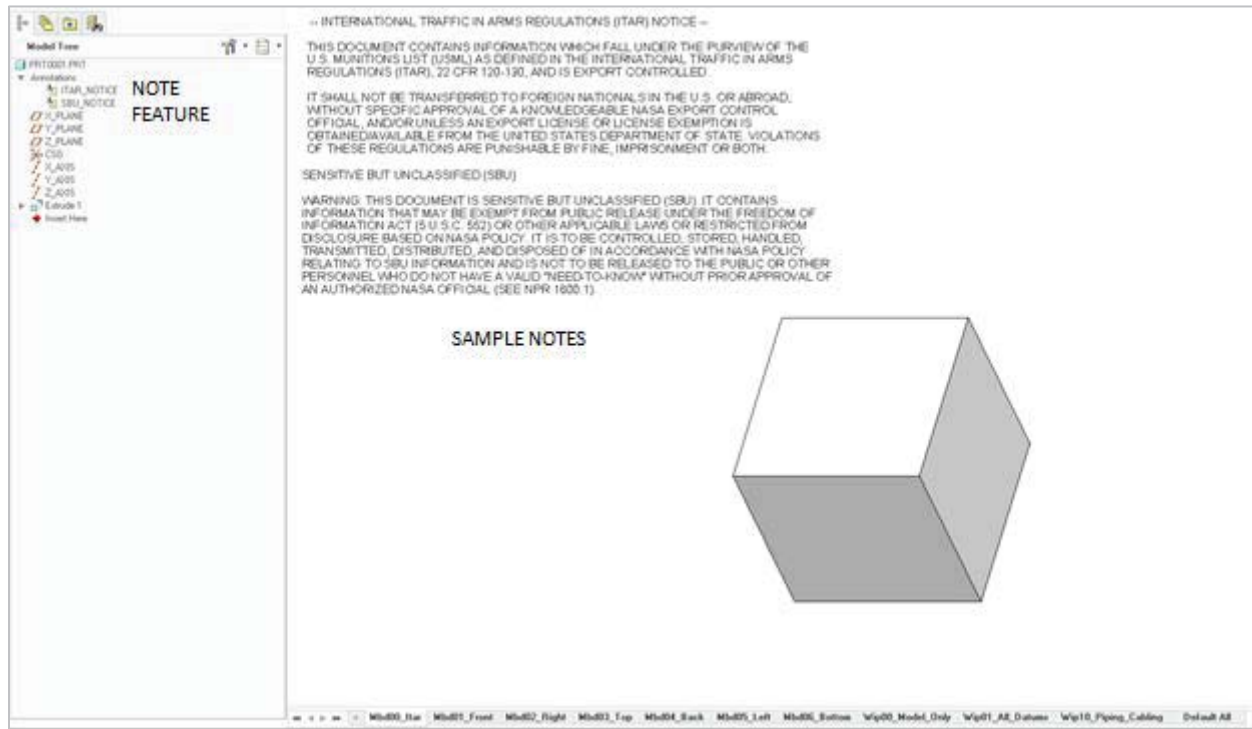 Model Tree
PRT0001.PRT
Annotations
ITAR_NOTICE
SBU_NOTICE
X_PLANE
Y_PLANE
Z_PLANE
CS0
X_AXIS
Y_AXIS
Z_AXIS
Extrude 1
Insert Here
NOTE
FEATURE
-- INTERNATIONAL TRAFFIC IN ARMS REGULATIONS (ITAR) NOTICE --
THIS DOCUMENT CONTAINS INFORMATION WHICH FALL UNDER THE PURVIEW OF THE
U.S. MUNITIONS LIST (USML) AS DEFINED IN THE INTERNATIONAL TRAFFIC IN ARMS
REGULATIONS (ITAR), 22 CFR 120-130, AND IS EXPORT CONTROLLED.
IT SHALL NOT BE TRANSFERRED TO FOREIGN NATIONALS IN THE U.S. OR ABROAD,
WITHOUT SPECIFIC APPROVAL OF A KNOWLEDGEABLE NASA EXPORT CONTROL
OFFICIAL, AND/OR UNLESS AN EXPORT LICENSE OR LICENSE EXEMPTION IS
OBTAINED/AVAILABLE FROM THE UNITED STATES DEPARTMENT OF STATE. VIOLATIONS
OF THESE REGULATIONS ARE PUNISHABLE BY FINE, IMPRISONMENT OR BOTH.
SENSITIVE BUT UNCLASSIFIED (SBU)
WARNING: THIS DOCUMENT IS SENSITIVE BUT UNCLASSIFIED (SBU). IT CONTAINS
INFORMATION THAT MAY BE EXEMPT FROM PUBLIC RELEASE UNDER THE FREEDOM OF
INFORMATION ACT (5 U.S.C. 552) OR OTHER APPLICABLE LAWS OR RESTRICTED FROM
DISCLOSURE BASED ON NASA POLICY. IT IS TO BE CONTROLLED, STORED, HANDLED,
TRANSMITTED, DISTRIBUTED, AND DISPOSED OF IN ACCORDANCE WITH NASA POLICY
RELATING TO SBU INFORMATION AND IS NOT TO BE RELEASED TO THE PUBLIC OR OTHER
PERSONNEL WHO DO NOT HAVE A VALID "NEED-TO-KNOW" WITHOUT PRIOR APPROVAL OF
AN AUTHORIZED NASA OFFICIAL (SEE NPR 1600.1).
SAMPLE NOTES
Mbd00_Itar Mbd01_Front Mbd02_Right Mbd03_Top Mbd04_Back Mbd05_Left Mbd06_Bottom Wip00_Model_Only Wip01_All_Datums Wip10_Piping_Cabling Default All